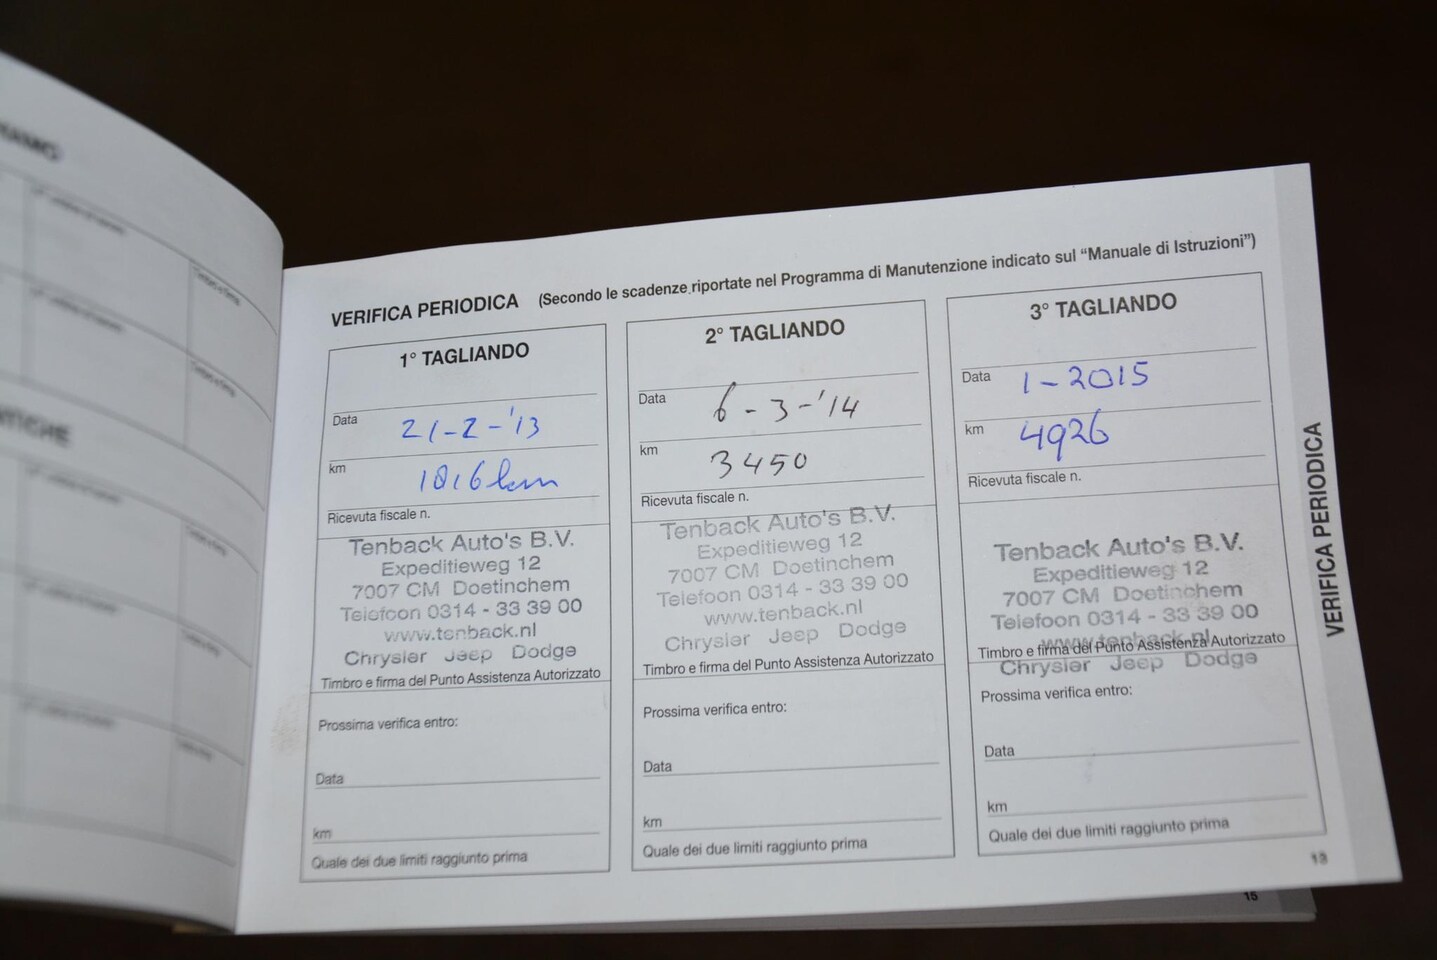 VERIFICA PERIODICA (Secondo le scadenze riportate nel Programma di Manutenzione indicato sul “Manuale di Istruzioni”)
1° TAGLIANDO
Data 21-2-'13
km 1816 km
Ricevuta fiscale n.
Tenback Auto's B.V.
Expeditieweg 12
7007 CM Doetinchem
Telefoon 0314 - 33 39 00
www.tenback.nl
Chrysler Jeep Dodge
Timbro e firma del Punto Assistenza Autorizzato
Prossima verifica entro:
Data
km
Quale dei due limiti raggiunto prima
2° TAGLIANDO
Data 6-3-'14
km 3450
Ricevuta fiscale n.
Tenback Auto's B.V.
Expeditieweg 12
7007 CM Doetinchem
Telefoon 0314 - 33 39 00
www.tenback.nl
Chrysler Jeep Dodge
Timbro e firma del Punto Assistenza Autorizzato
Prossima verifica entro:
Data
km
Quale dei due limiti raggiunto prima
3° TAGLIANDO
Data 1-2015
km 4926
Ricevuta fiscale n.
Tenback Auto's B.V.
Expeditieweg 12
7007 CM Doetinchem
Telefoon 0314 - 33 39 00
www.tenback.nl
Timbro e firma del Punto Assistenza Autorizzato
Chrysler Jeep Dodge
Prossima verifica entro:
Data
km
Quale dei due limiti raggiunto prima
VERIFICA PERIODICA
13
15